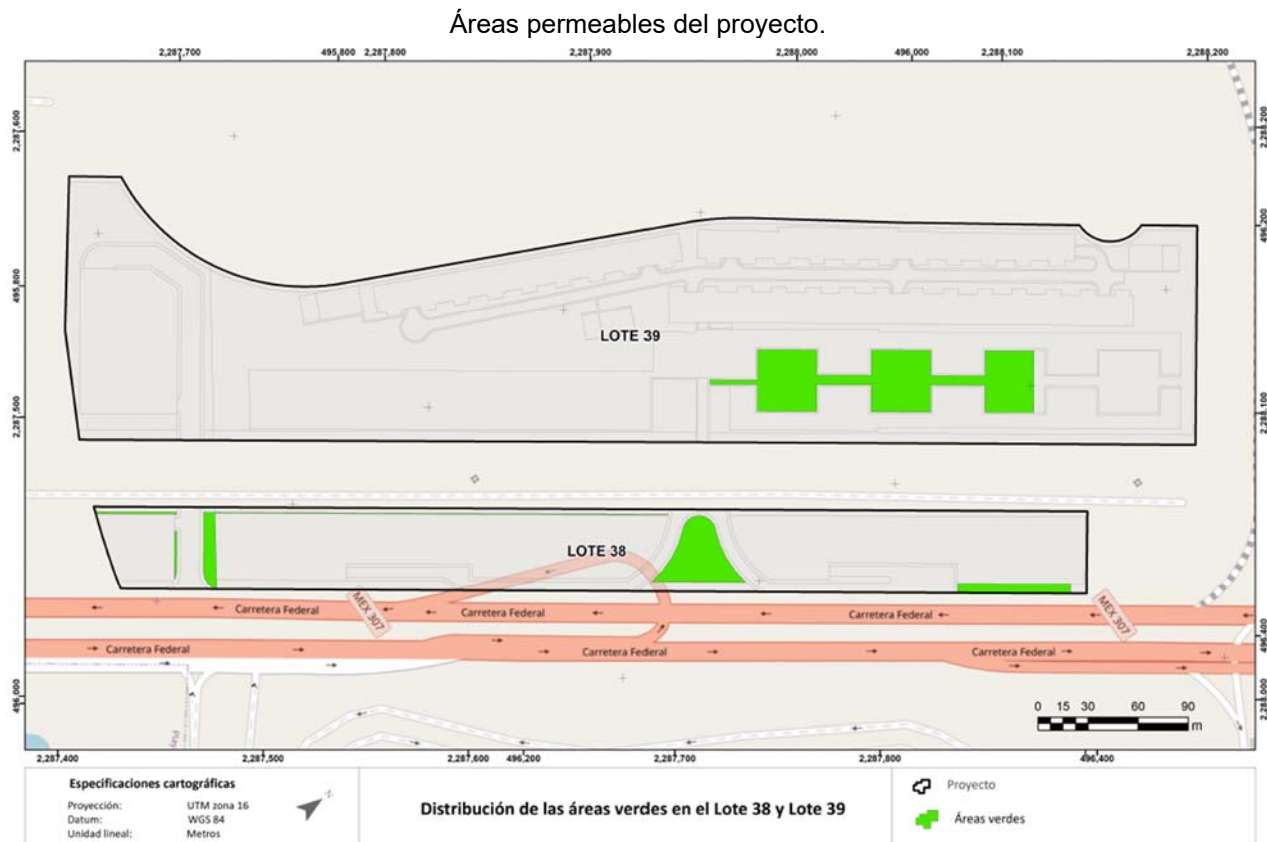 Áreas permeables del proyecto.
2,287,700
495,800
2,287,800
2,287,900
2,288,000
496,000
2,288,100
2,288,200
2,287,600
2,288,200
496,200
495,800
LOTE 39
2,287,500
2,288,100
LOTE 38
MEX 307
MEX 307
Carretera Federal
Carretera Federal
Carretera Federal
Carretera Federal
Carretera Federal
Carretera Federal
496,400
496,000
2,288,000
0 15 30 60 90
m
2,287,400
2,287,500
2,287,600
496,200
2,287,700
2,287,800
496,400
Especificaciones cartográficas
Proyección: UTM zona 16
Datum: WGS 84
Unidad lineal: Metros
Distribución de las áreas verdes en el Lote 38 y Lote 39
Proyecto
Áreas verdes